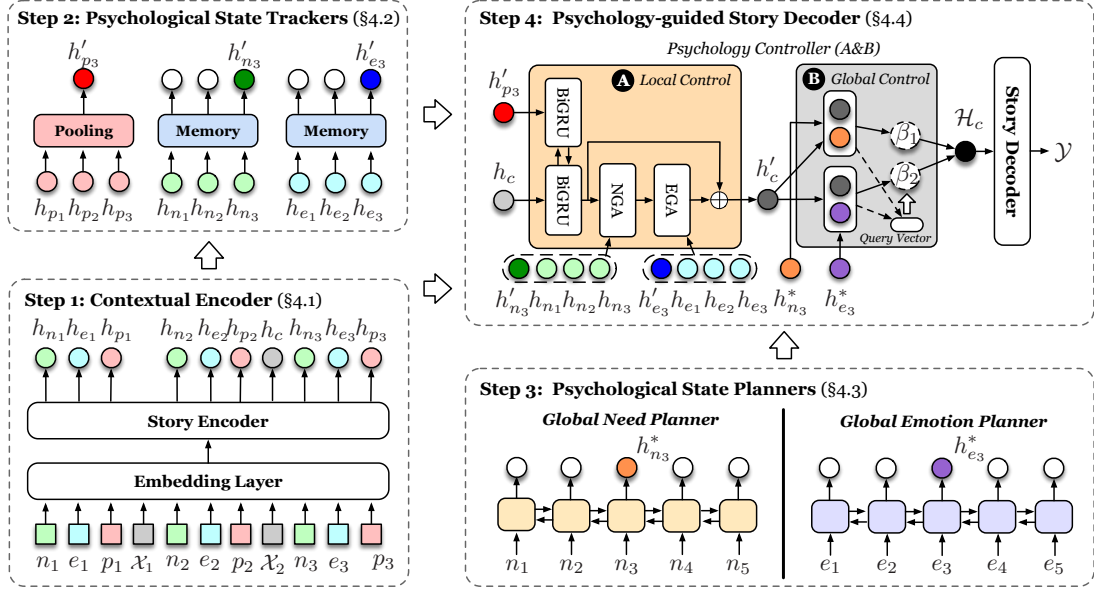 Step 2: Psychological State Trackers (§4.2)
h′p3 h′n3 h′e3
Pooling Memory Memory
hp1 hp2 hp3 hn1 hn2 hn3 he1 he2 he3
Step 1: Contextual Encoder (§4.1)
hn1 he1 hp1 hn2 he2 hp2 hc hn3 he3 hp3
Story Encoder
Embedding Layer
n1 e1 p1 X1 n2 e2 p2 X2 n3 e3 p3
Step 4: Psychology-guided Story Decoder (§4.4)
Psychology Controller (A&B)
A Local Control
B Global Control
h′p3
BiGRU
hc
BiGRU
NGA
EGA
h′c
β1
β2
Query Vector
Hc
Story Decoder
Y
h′n3 hn1 hn2 hn3 h′e3 he1 he2 he3 h*n3 h*e3
Step 3: Psychological State Planners (§4.3)
Global Need Planner
h*n3
n1 n2 n3 n4 n5
Global Emotion Planner
h*e3
e1 e2 e3 e4 e5